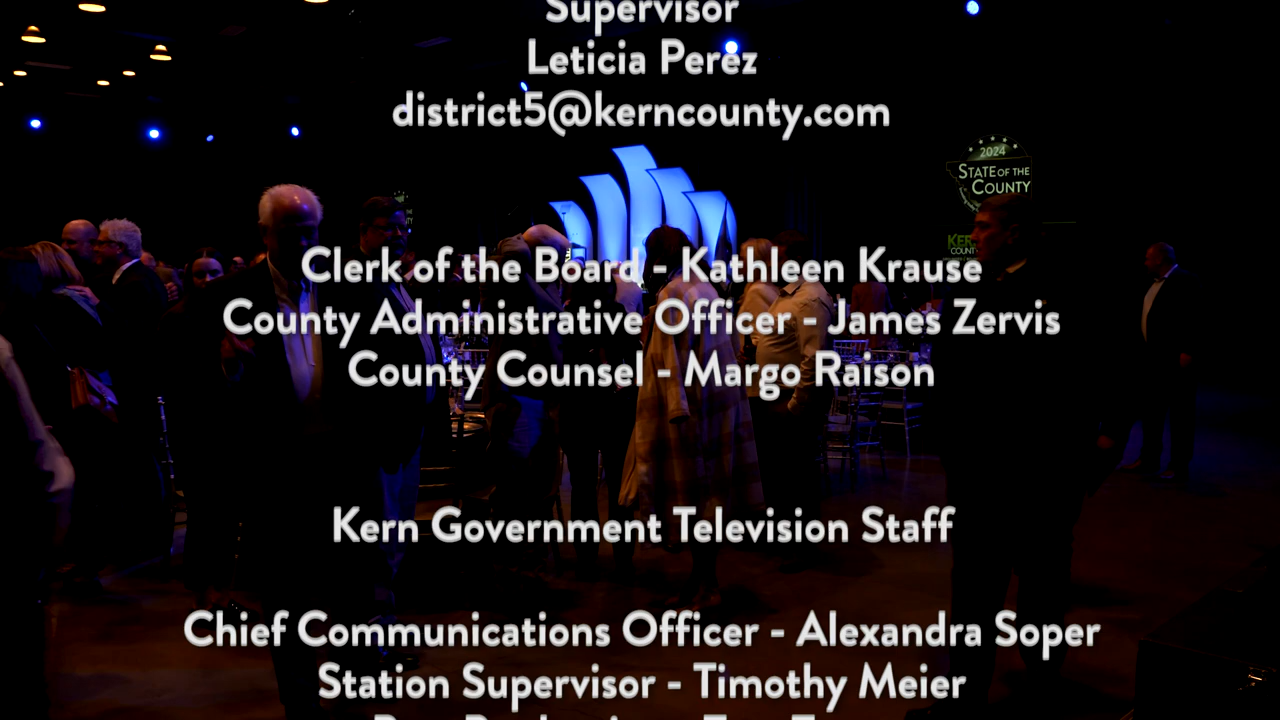 Supervisor
Leticia Perez
district5@kerncounty.com
2024
STATE OF THE
COUNTY
KERN
COUNTY
Clerk of the Board - Kathleen Krause
County Administrative Officer - James Zervis
County Counsel - Margo Raison
Kern Government Television Staff
Chief Communications Officer - Alexandra Soper
Station Supervisor - Timothy Meier